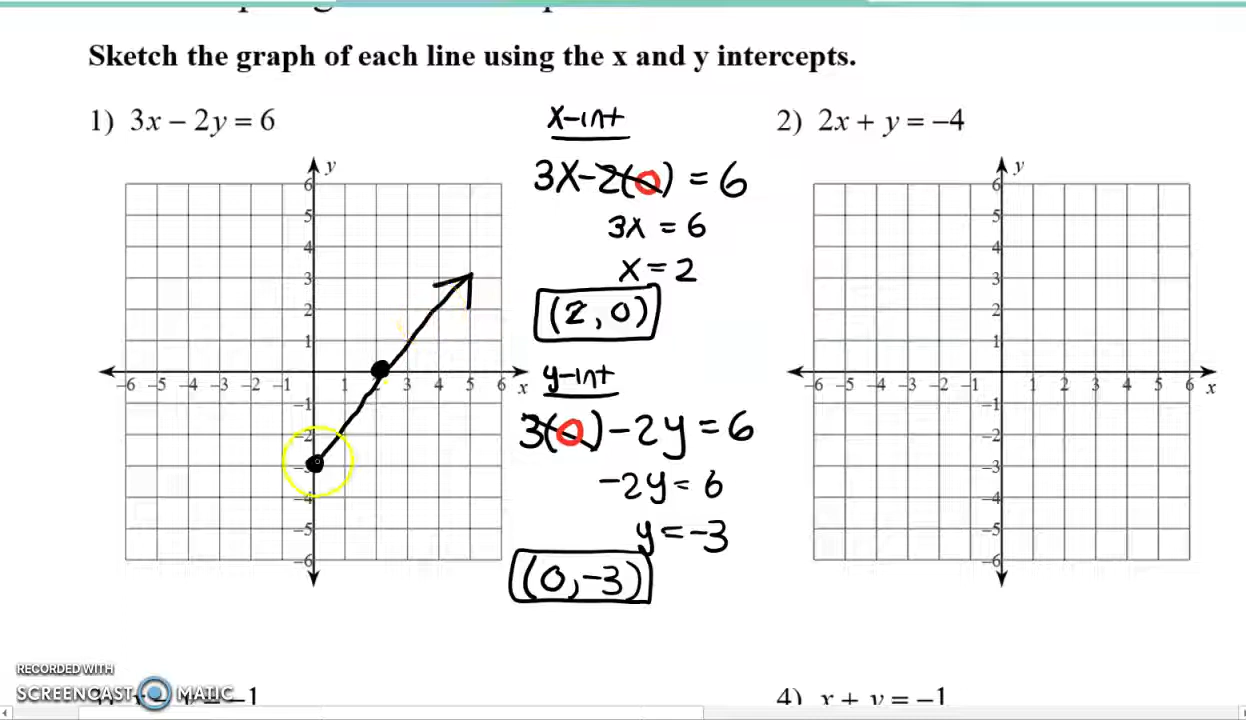 Sketch the graph of each line using the x and y intercepts.
1) 3x − 2y = 6
y
6
5
4
3
2
1
−6 −5 −4 −3 −2 −1 1 2 3 4 5 6 x
−1
−2
−3
−4
−5
−6
x-int
3x-2(0) = 6
3x = 6
x = 2
(2, 0)
y-int
3(0) -2y = 6
-2y = 6
y = -3
(0, -3)
2) 2x + y = −4
y
6
5
4
3
2
1
−6 −5 −4 −3 −2 −1 1 2 3 4 5 6 x
−1
−2
−3
−4
−5
−6
RECORDED WITH
SCREENCAST MATIC
= −1
4) x + y = −1